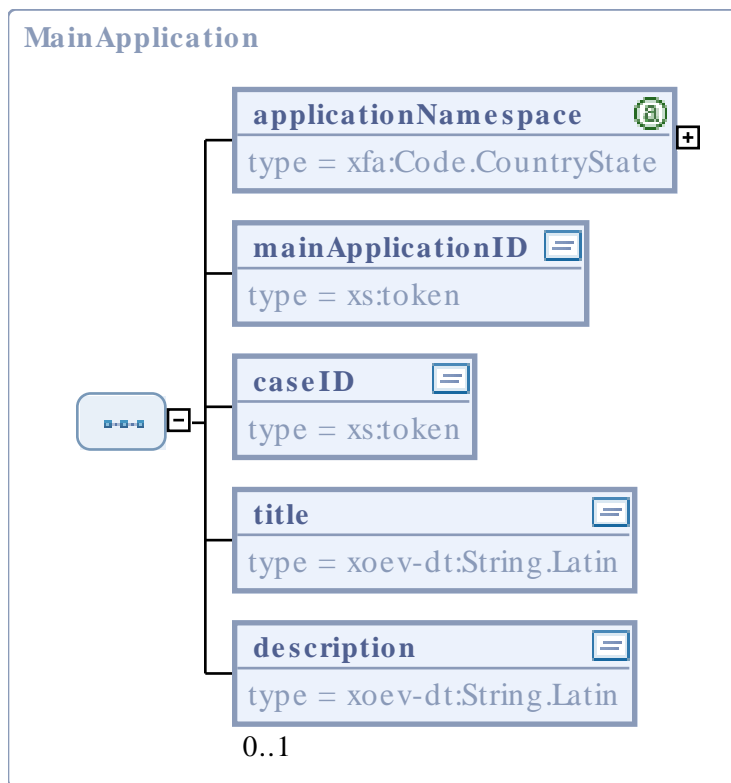 MainApplication
applicationNamespace
type = xfa:Code.CountryState
mainApplicationID
type = xs:token
caseID
type = xs:token
title
type = xoev-dt:String.Latin
description
type = xoev-dt:String.Latin
0..1